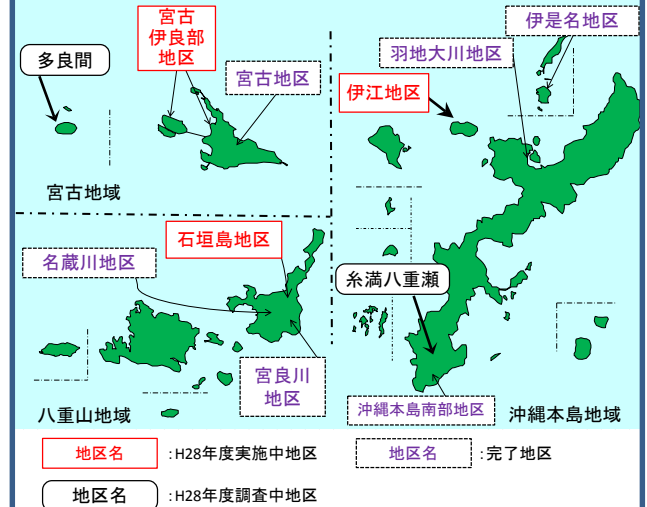 宮古
伊良部
地区
多良間
宮古地区
宮古地域
伊是名地区
羽地大川地区
伊江地区
石垣島地区
名蔵川地区
宮良川
地区
八重山地域
糸満八重瀬
沖縄本島南部地区
沖縄本島地域
地区名 :H28年度実施中地区
地区名 :完了地区
地区名 :H28年度調査中地区